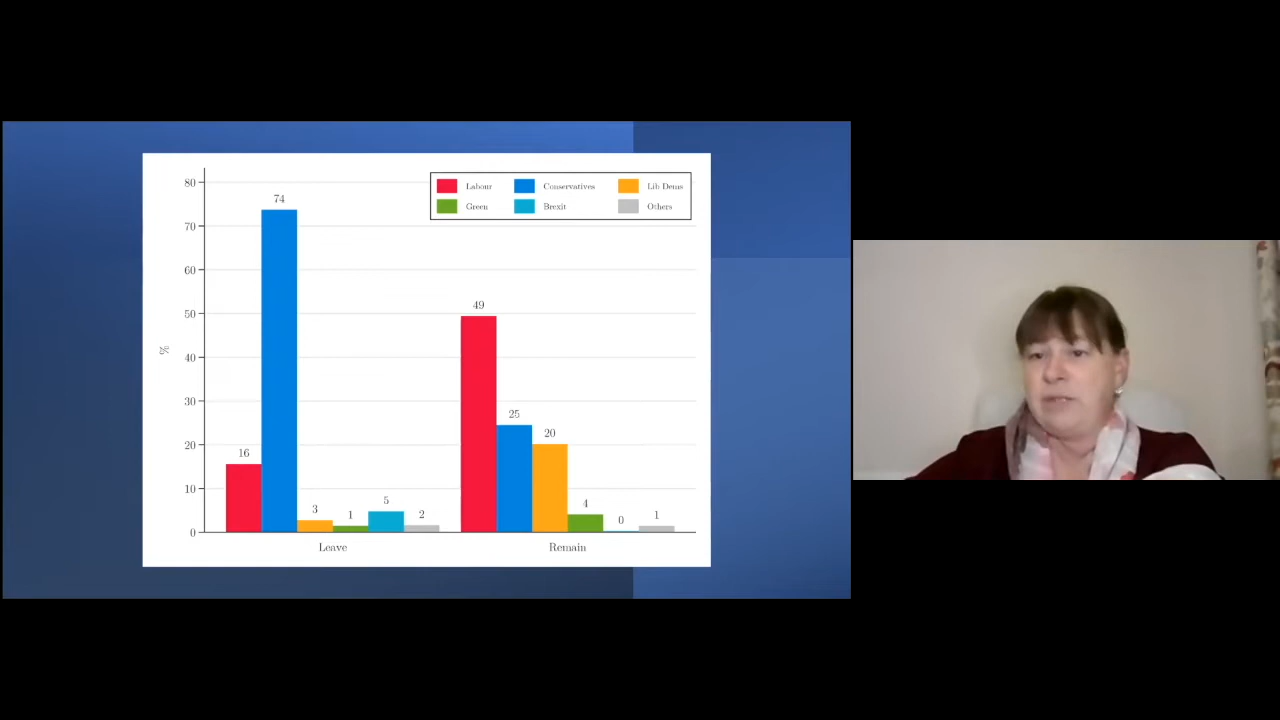 Labour Conservatives Lib Dems
Green Brexit Others
80
70
60
50
40
30
20
10
0
%
16 74 3 1 5 2
49 25 20 4 0 1
Leave Remain